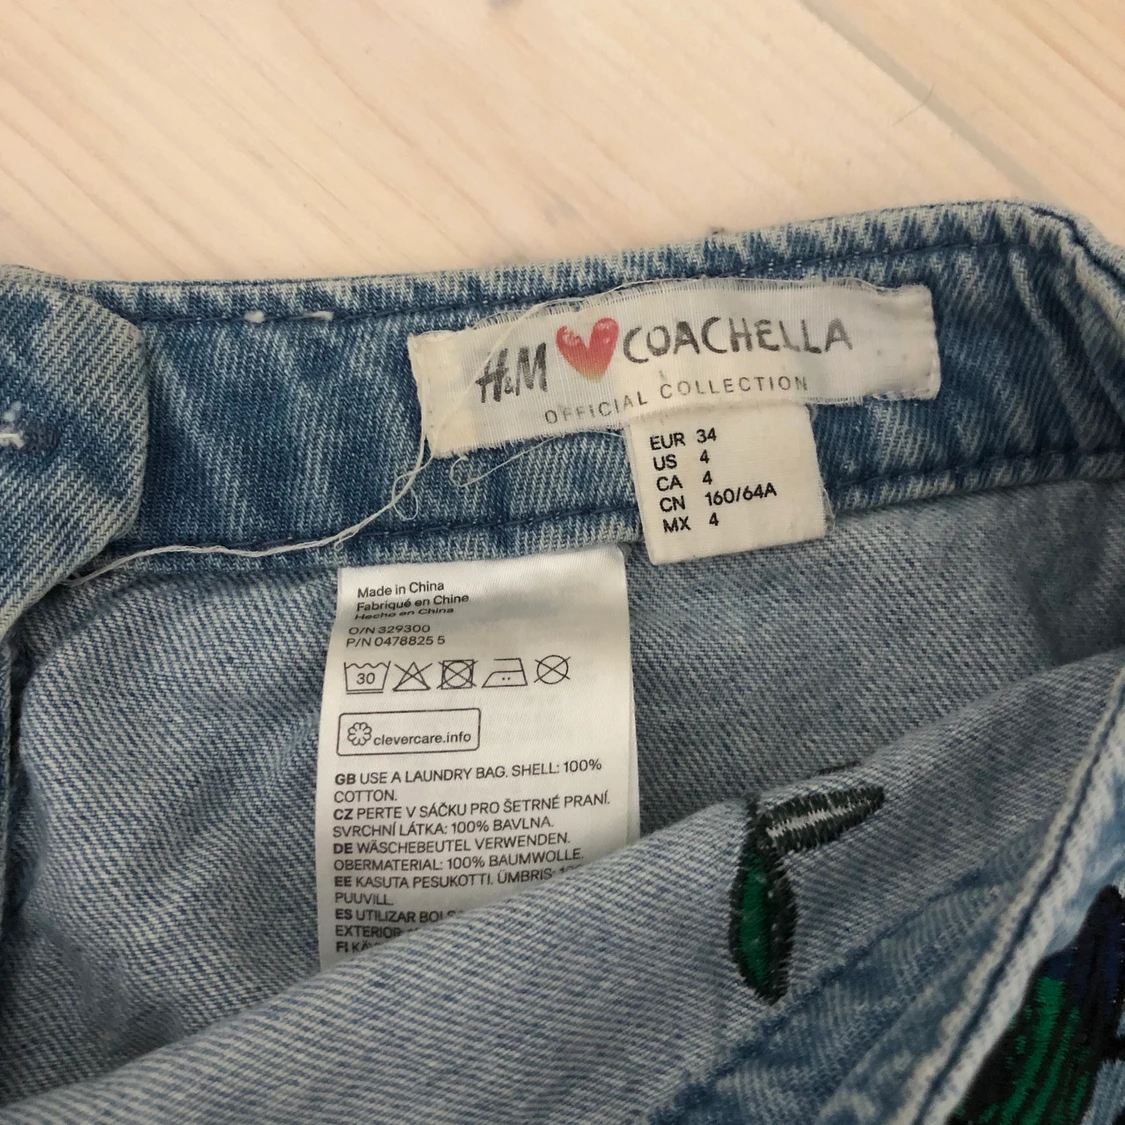 H&M COACHELLA
OFFICIAL COLLECTION
EUR 34
US 4
CA 4
CN 160/64A
MX 4
Made in China
Fabriqué en Chine
Hecho en China
O/N 329300
P/N 0478825 5
30
clevercare.info
GB USE A LAUNDRY BAG. SHELL: 100%
COTTON.
CZ PERTE V SÁČKU PRO ŠETRNÉ PRANÍ.
SVRCHNÍ LÁTKA: 100% BAVLNA.
DE WÄSCHEBEUTEL VERWENDEN.
OBERMATERIAL: 100% BAUMWOLLE.
EE KASUTA PESUKOTTI. ÜMBRIS:
PUUVILL.
ES UTILIZAR
EXTERIOR
FI